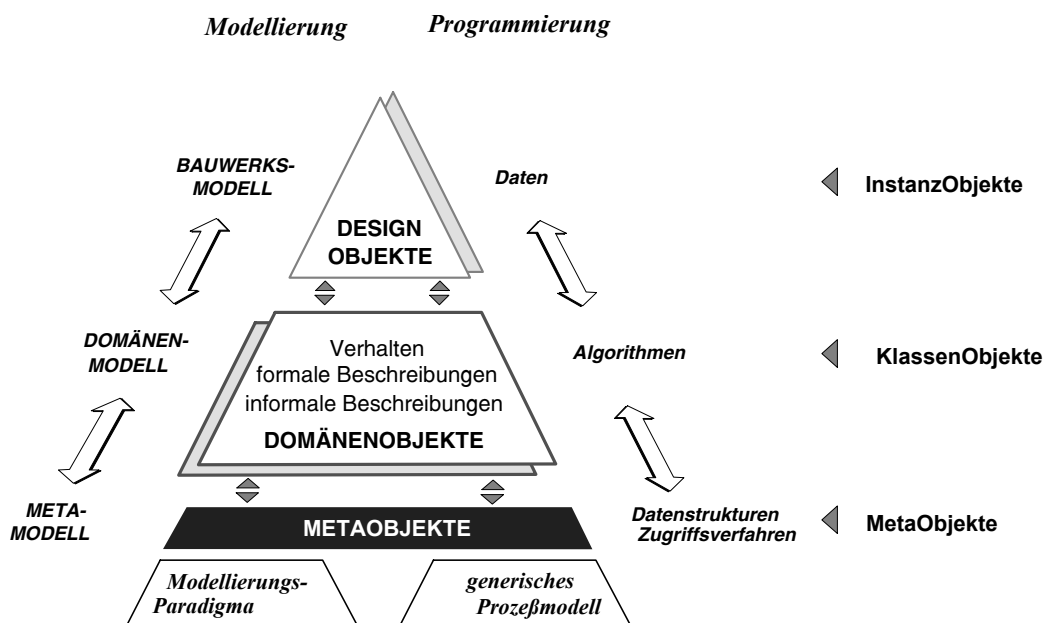 Modellierung Programmierung
BAUWERKS-
MODELL
Daten
InstanzObjekte
DESIGN
OBJEKTE
DOMÄNEN-
MODELL
Verhalten
formale Beschreibungen
informale Beschreibungen
DOMÄNENOBJEKTE
Algorithmen
KlassenObjekte
META-
MODELL
METAOBJEKTE
Datenstrukturen
Zugriffsverfahren
MetaObjekte
Modellierungs-
Paradigma
generisches
Prozeßmodell